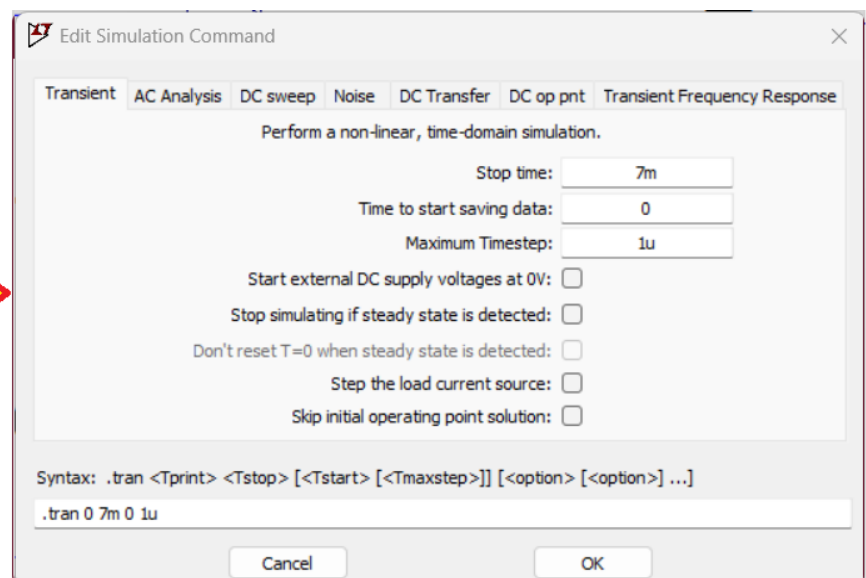 Edit Simulation Command
Transient AC Analysis DC sweep Noise DC Transfer DC op pnt Transient Frequency Response
Perform a non-linear, time-domain simulation.
Stop time: 7m
Time to start saving data: 0
Maximum Timestep: 1u
Start external DC supply voltages at 0V:
Stop simulating if steady state is detected:
Don't reset T=0 when steady state is detected:
Step the load current source:
Skip initial operating point solution:
Syntax: .tran <Tprint> <Tstop> [<Tstart> [<Tmaxstep>]] [<option> [<option>] ...]
.tran 0 7m 0 1u
Cancel OK